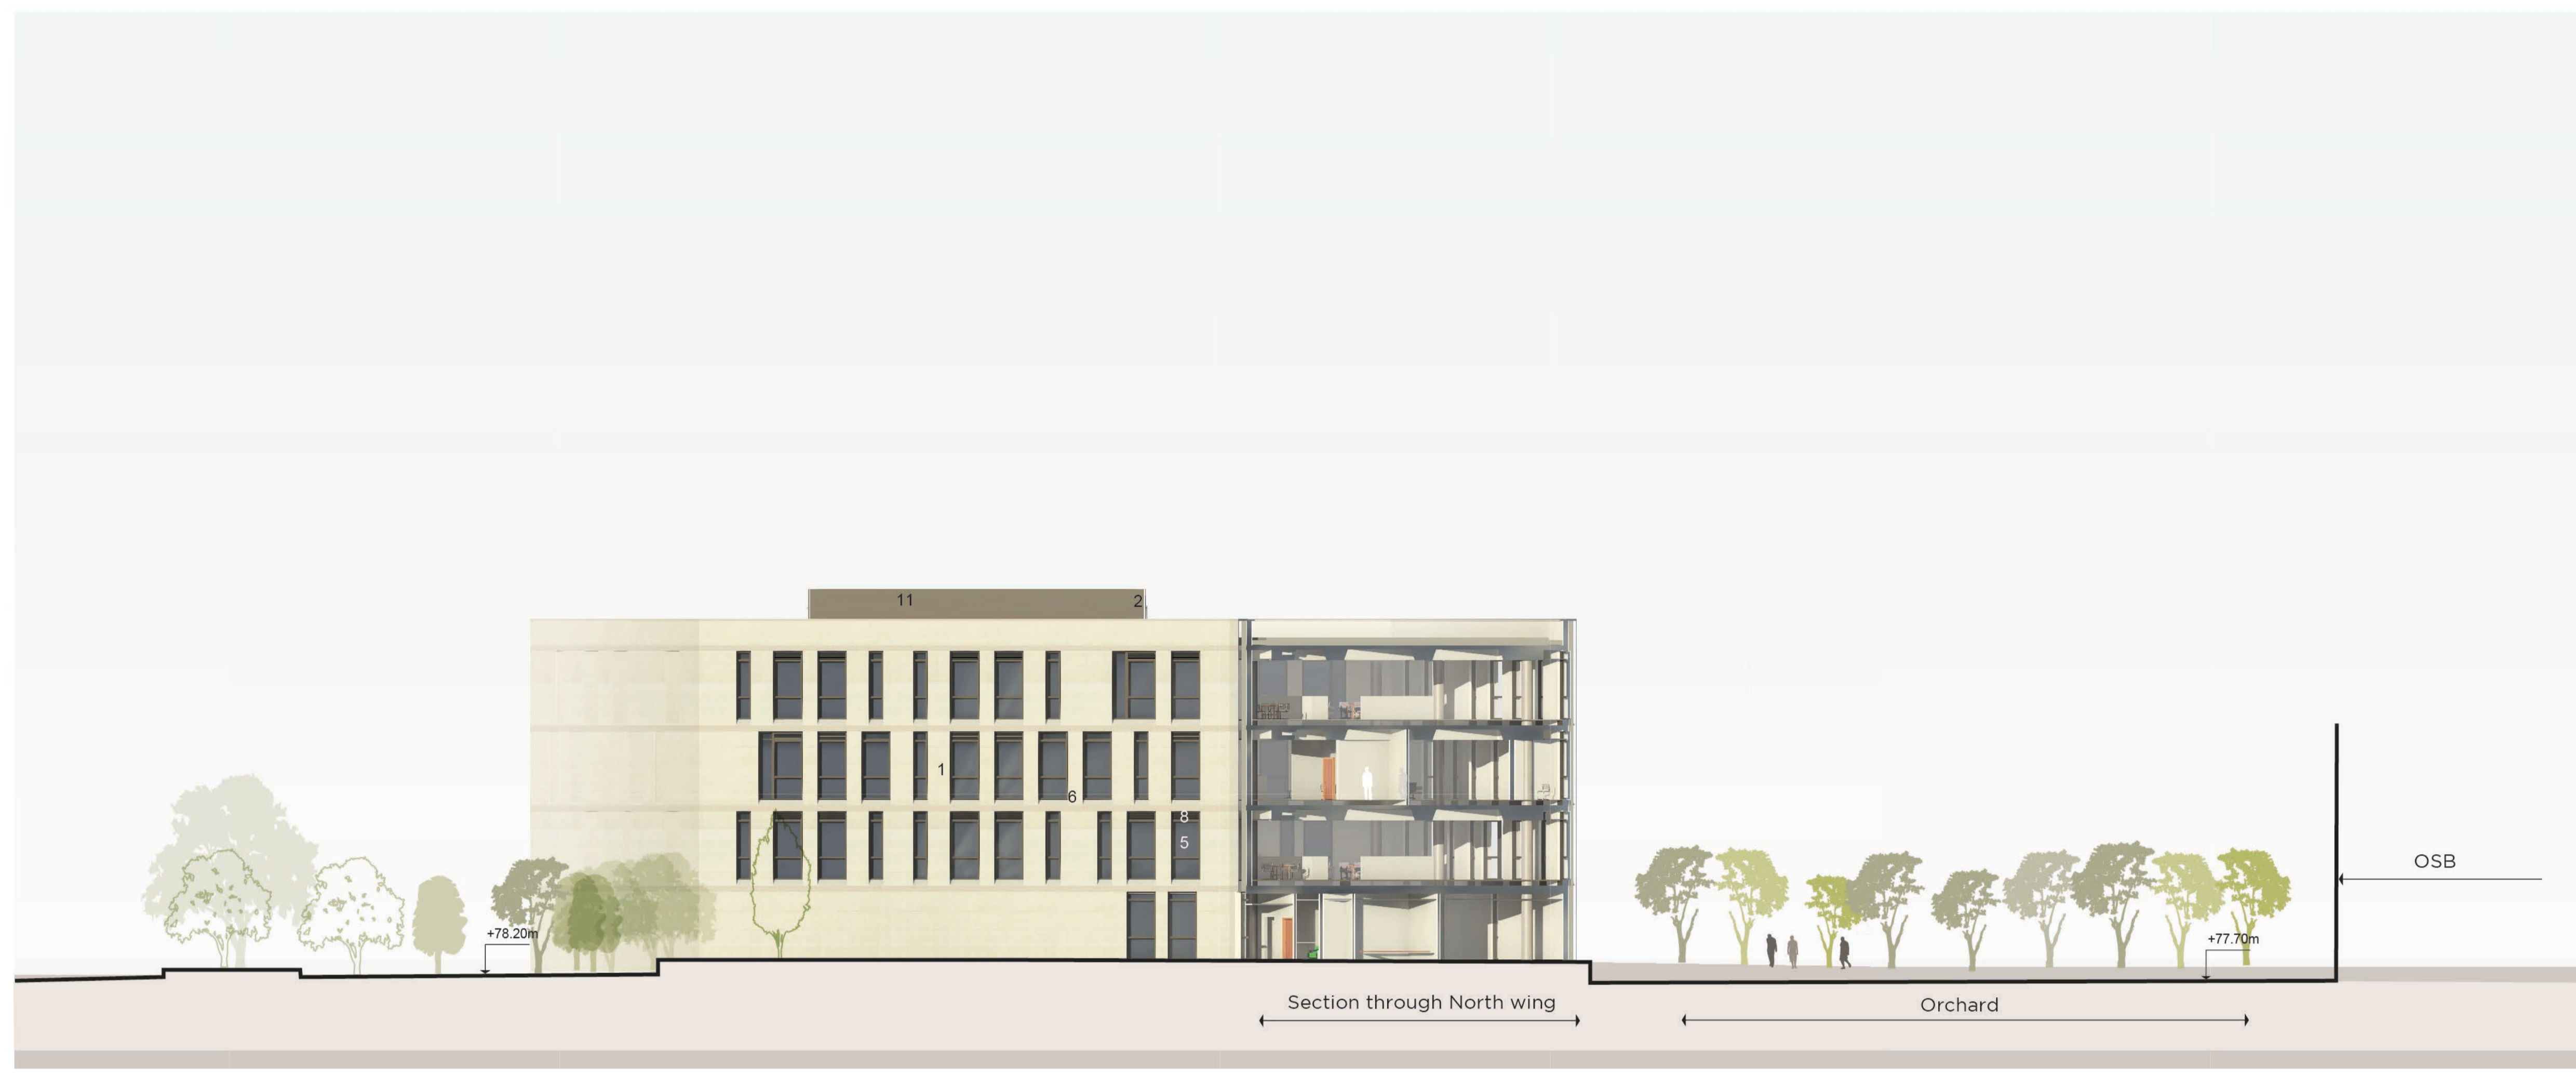 11
2
1
6
8
5
OSB
+78.20m
+77.70m
Section through North wing
Orchard